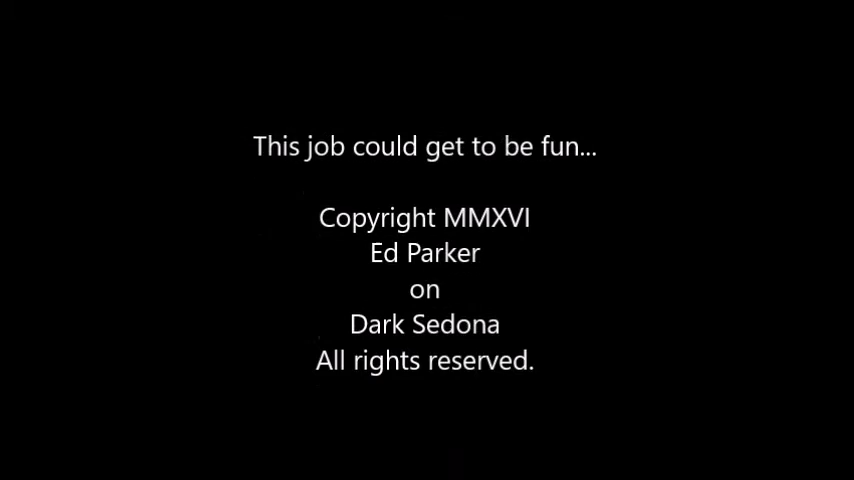 This job could get to be fun...
Copyright MMXVI
Ed Parker
on
Dark Sedona
All rights reserved.